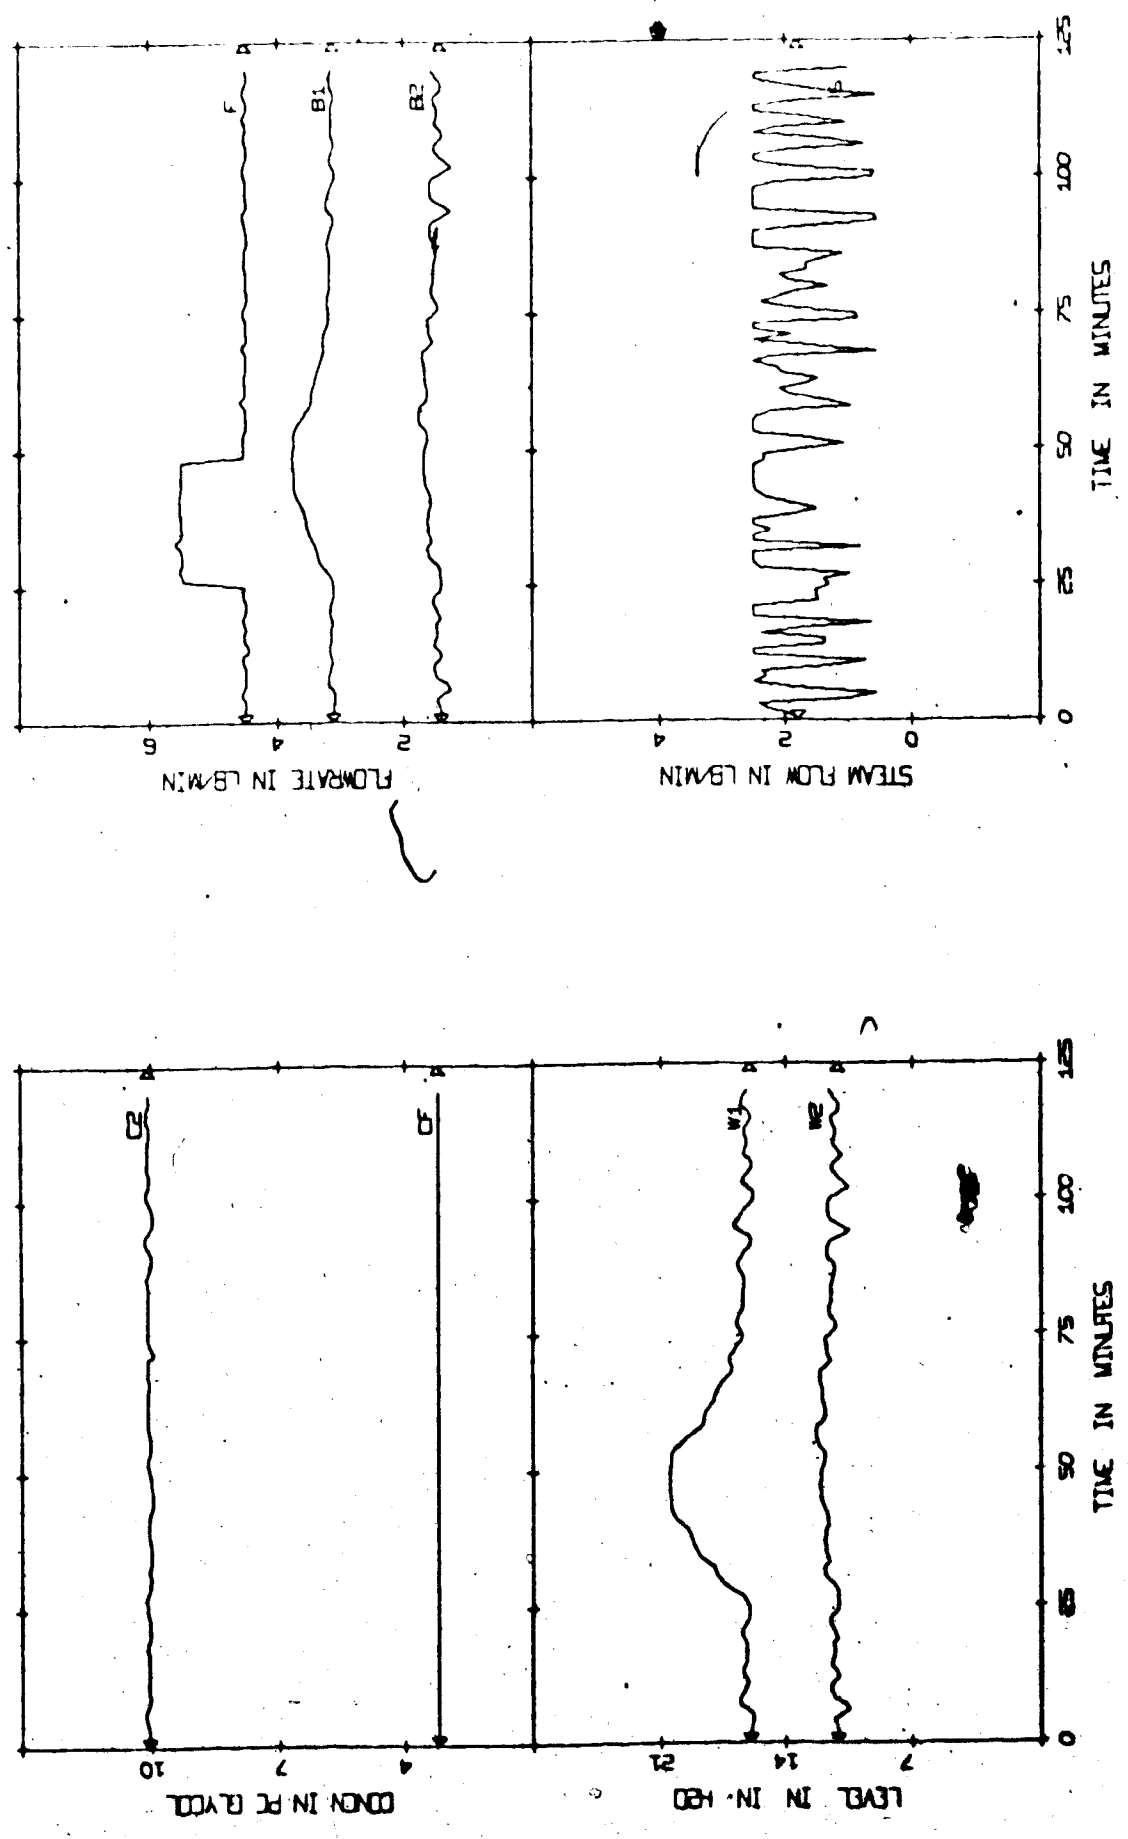 CONCN IN PC GLYCOL
10
7
4
C2
CF
LEVEL IN IN H2O
21
14
7
W1
W2
0
25
50
75
100
125
TIME IN MINUTES
FLOWRATE IN LB/MIN
6
4
2
F
B1
B2
STEAM FLOW IN LB/MIN
4
2
0
S
0
25
50
75
100
125
TIME IN MINUTES